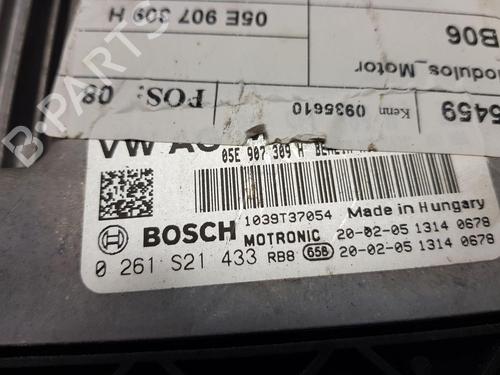 05E 907 309 H
B06
odulos_Motor
5459
Kenn 0935610
POS: 08
VW AG
05E 907 309 H
1039T37054 Made in Hungary
BOSCH MOTRONIC 20-02-05 1314 0678
0 261 S21 433 RB8 65B 20-02-05 1314 0678
B-PARTS